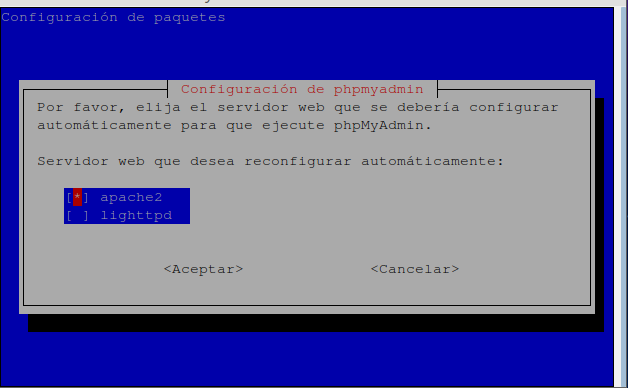 Configuración de paquetes
Configuración de phpmyadmin
Por favor, elija el servidor web que se debería configurar
automáticamente para que ejecute phpMyAdmin.
Servidor web que desea reconfigurar automáticamente:
[*] apache2
[ ] lighttpd
<Aceptar> <Cancelar>